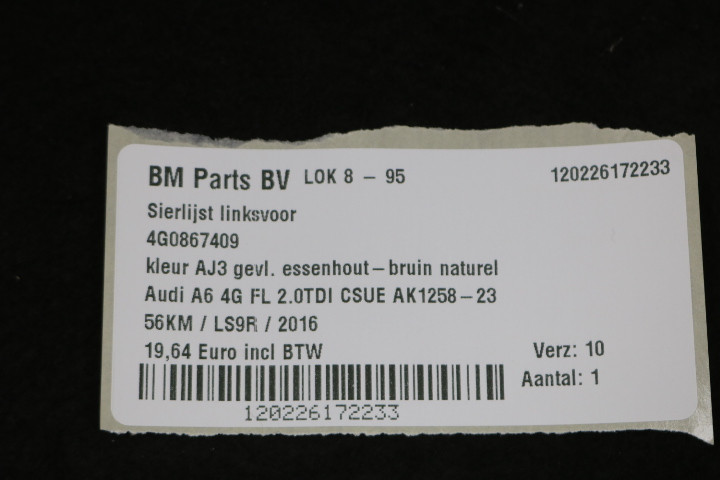 BM Parts BV LOK 8 - 95 120226172233
Sierlijst linksvoor
4G0867409
kleur AJ3 gevl. essenhout-bruin naturel
Audi A6 4G FL 2.0TDI CSUE AK1258-23
56KM / LS9R / 2016
19,64 Euro incl BTW Verz: 10
Aantal: 1
120226172233